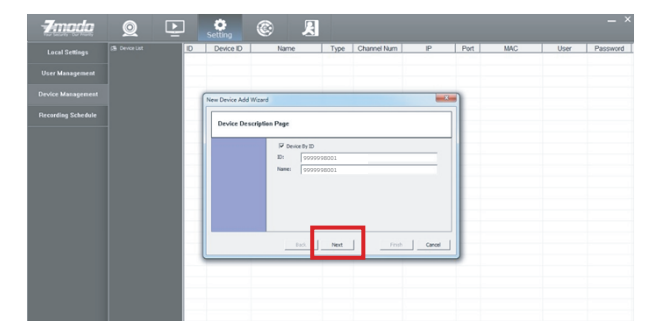 Zmodo
Setting
Local Settings
User Management
Device Management
Recording Schedule
Device List
ID Device ID Name Type Channel Num IP Port MAC User Password
New Device Add Wizard
Device Description Page
Device By ID
ID: 9999998001
Name: 9999998001
Back Next Finish Cancel